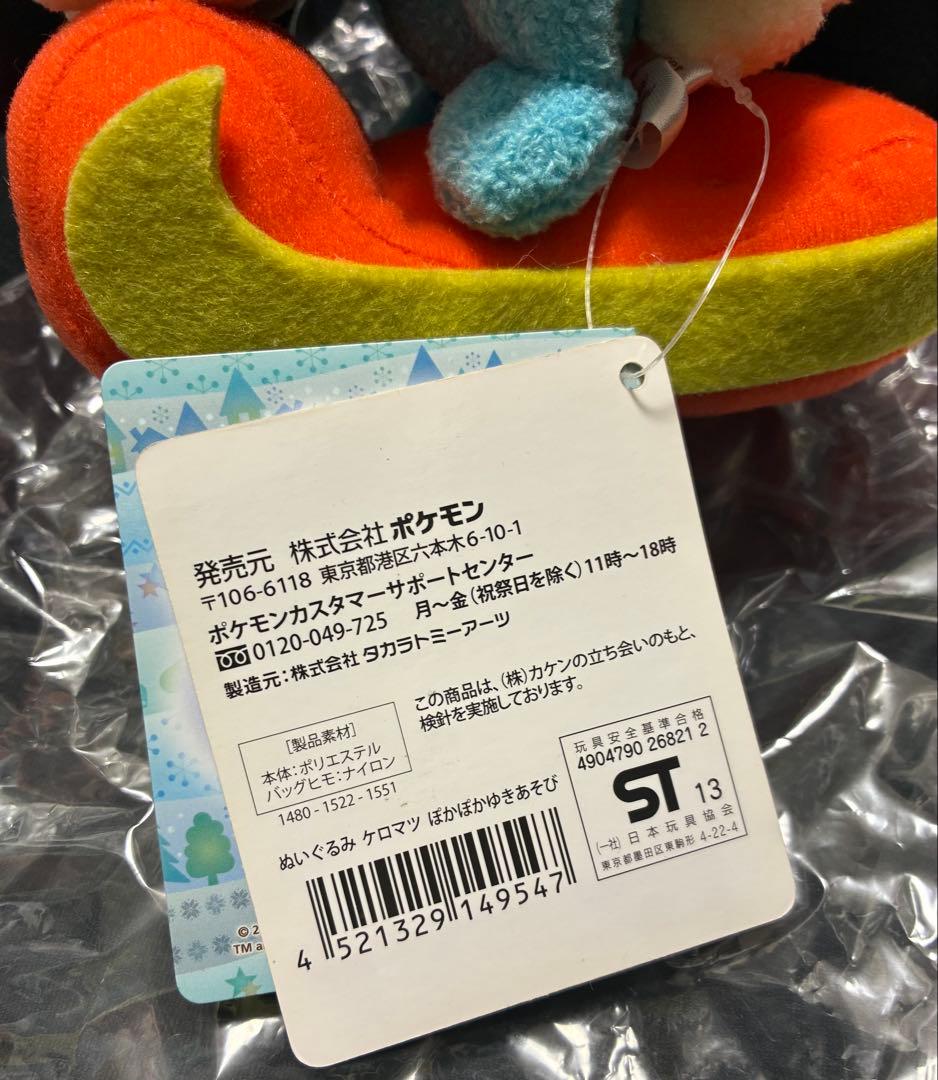 発売元 株式会社 ポケモン
〒106-6118 東京都港区六本木6-10-1
ポケモンカスタマーサポートセンター
0120-049-725 月〜金(祝祭日を除く)11時〜18時
製造元:株式会社 タカラトミーアーツ
この商品は、(株)カケンの立ち会いのもと、
検針を実施しております。
[製品素材]
本体:ポリエステル
バッグヒモ:ナイロン
1480-1522-1551
玩具安全基準合格
4904790 26821 2
ST 13
(一社)日本玩具協会
東京都墨田区東駒形 4-22-4
ぬいぐるみ ケロマツ ぽかぽかゆきあそび
4 521329 149547
© 2
TM a